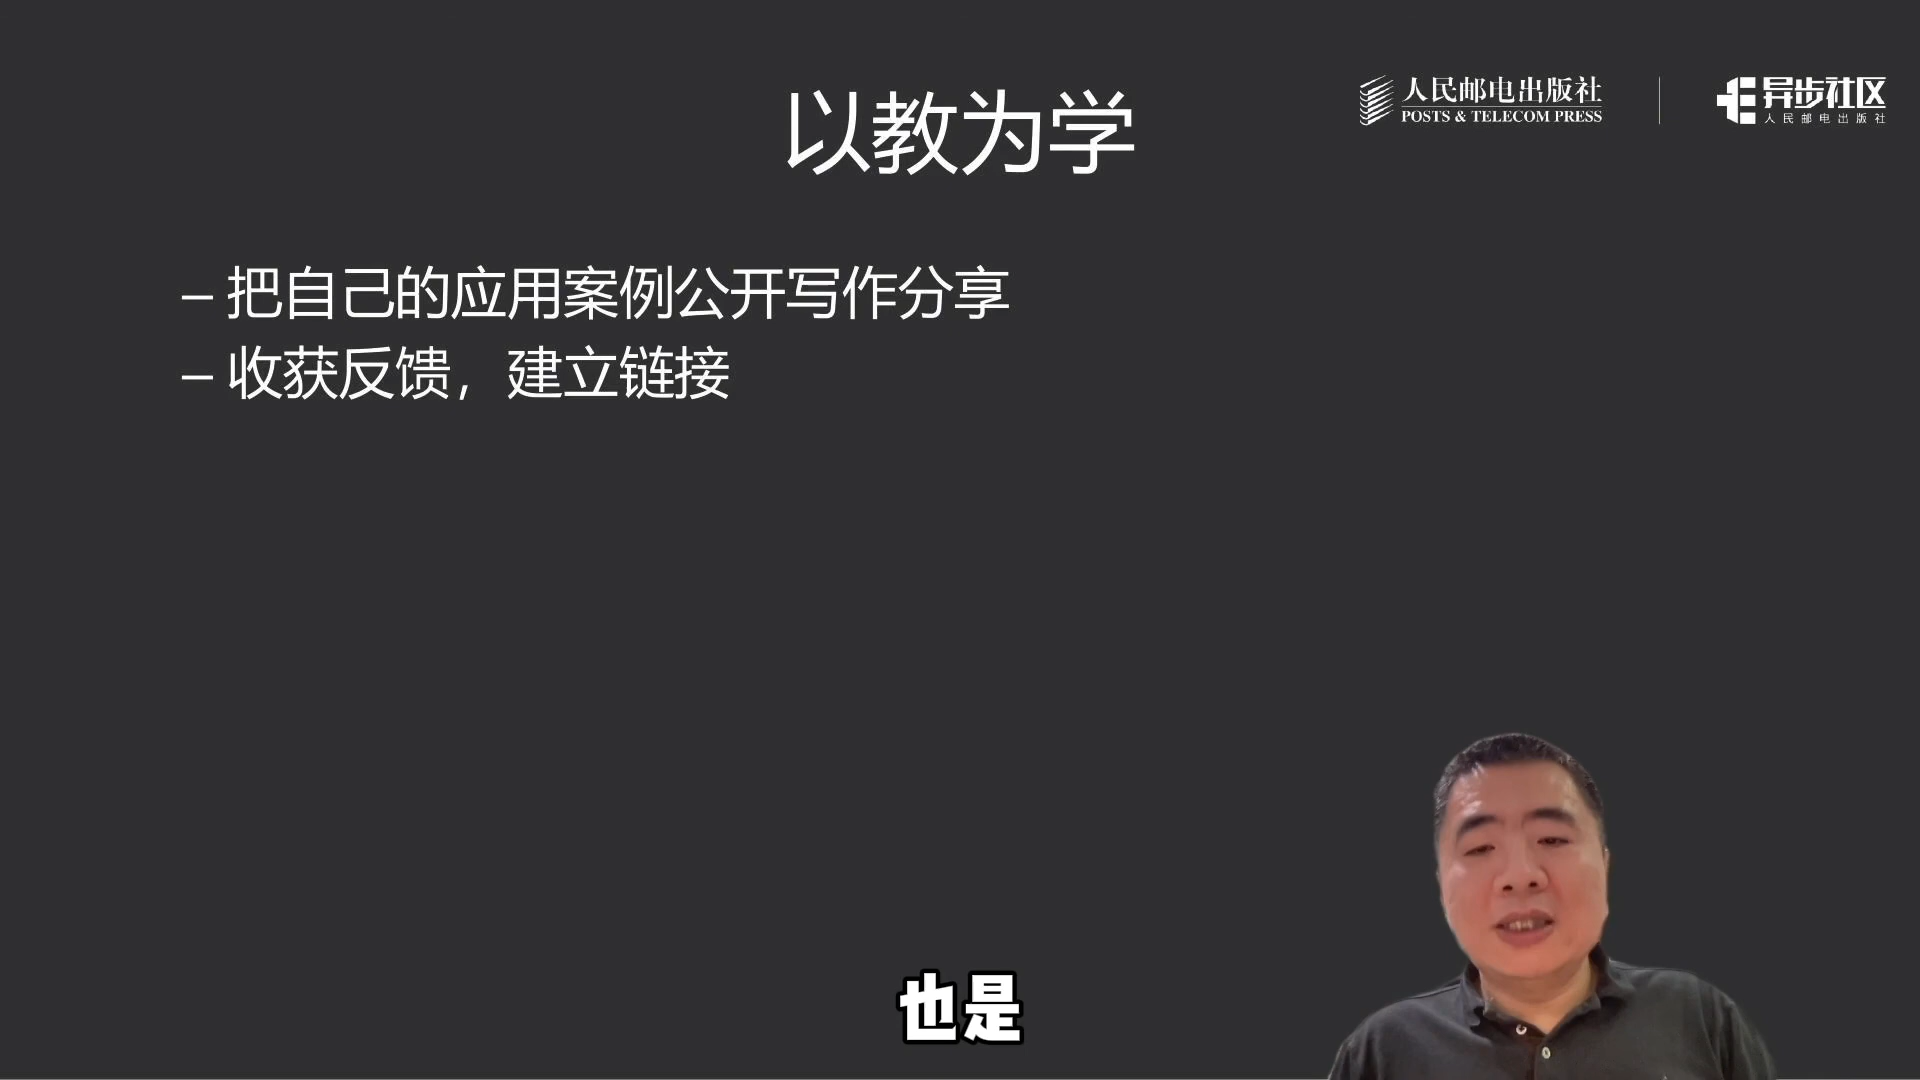 以教为学
人民邮电出版社
POSTS & TELECOM PRESS
异步社区
人民邮电出版社
– 把自己的应用案例公开写作分享
– 收获反馈，建立链接
也是